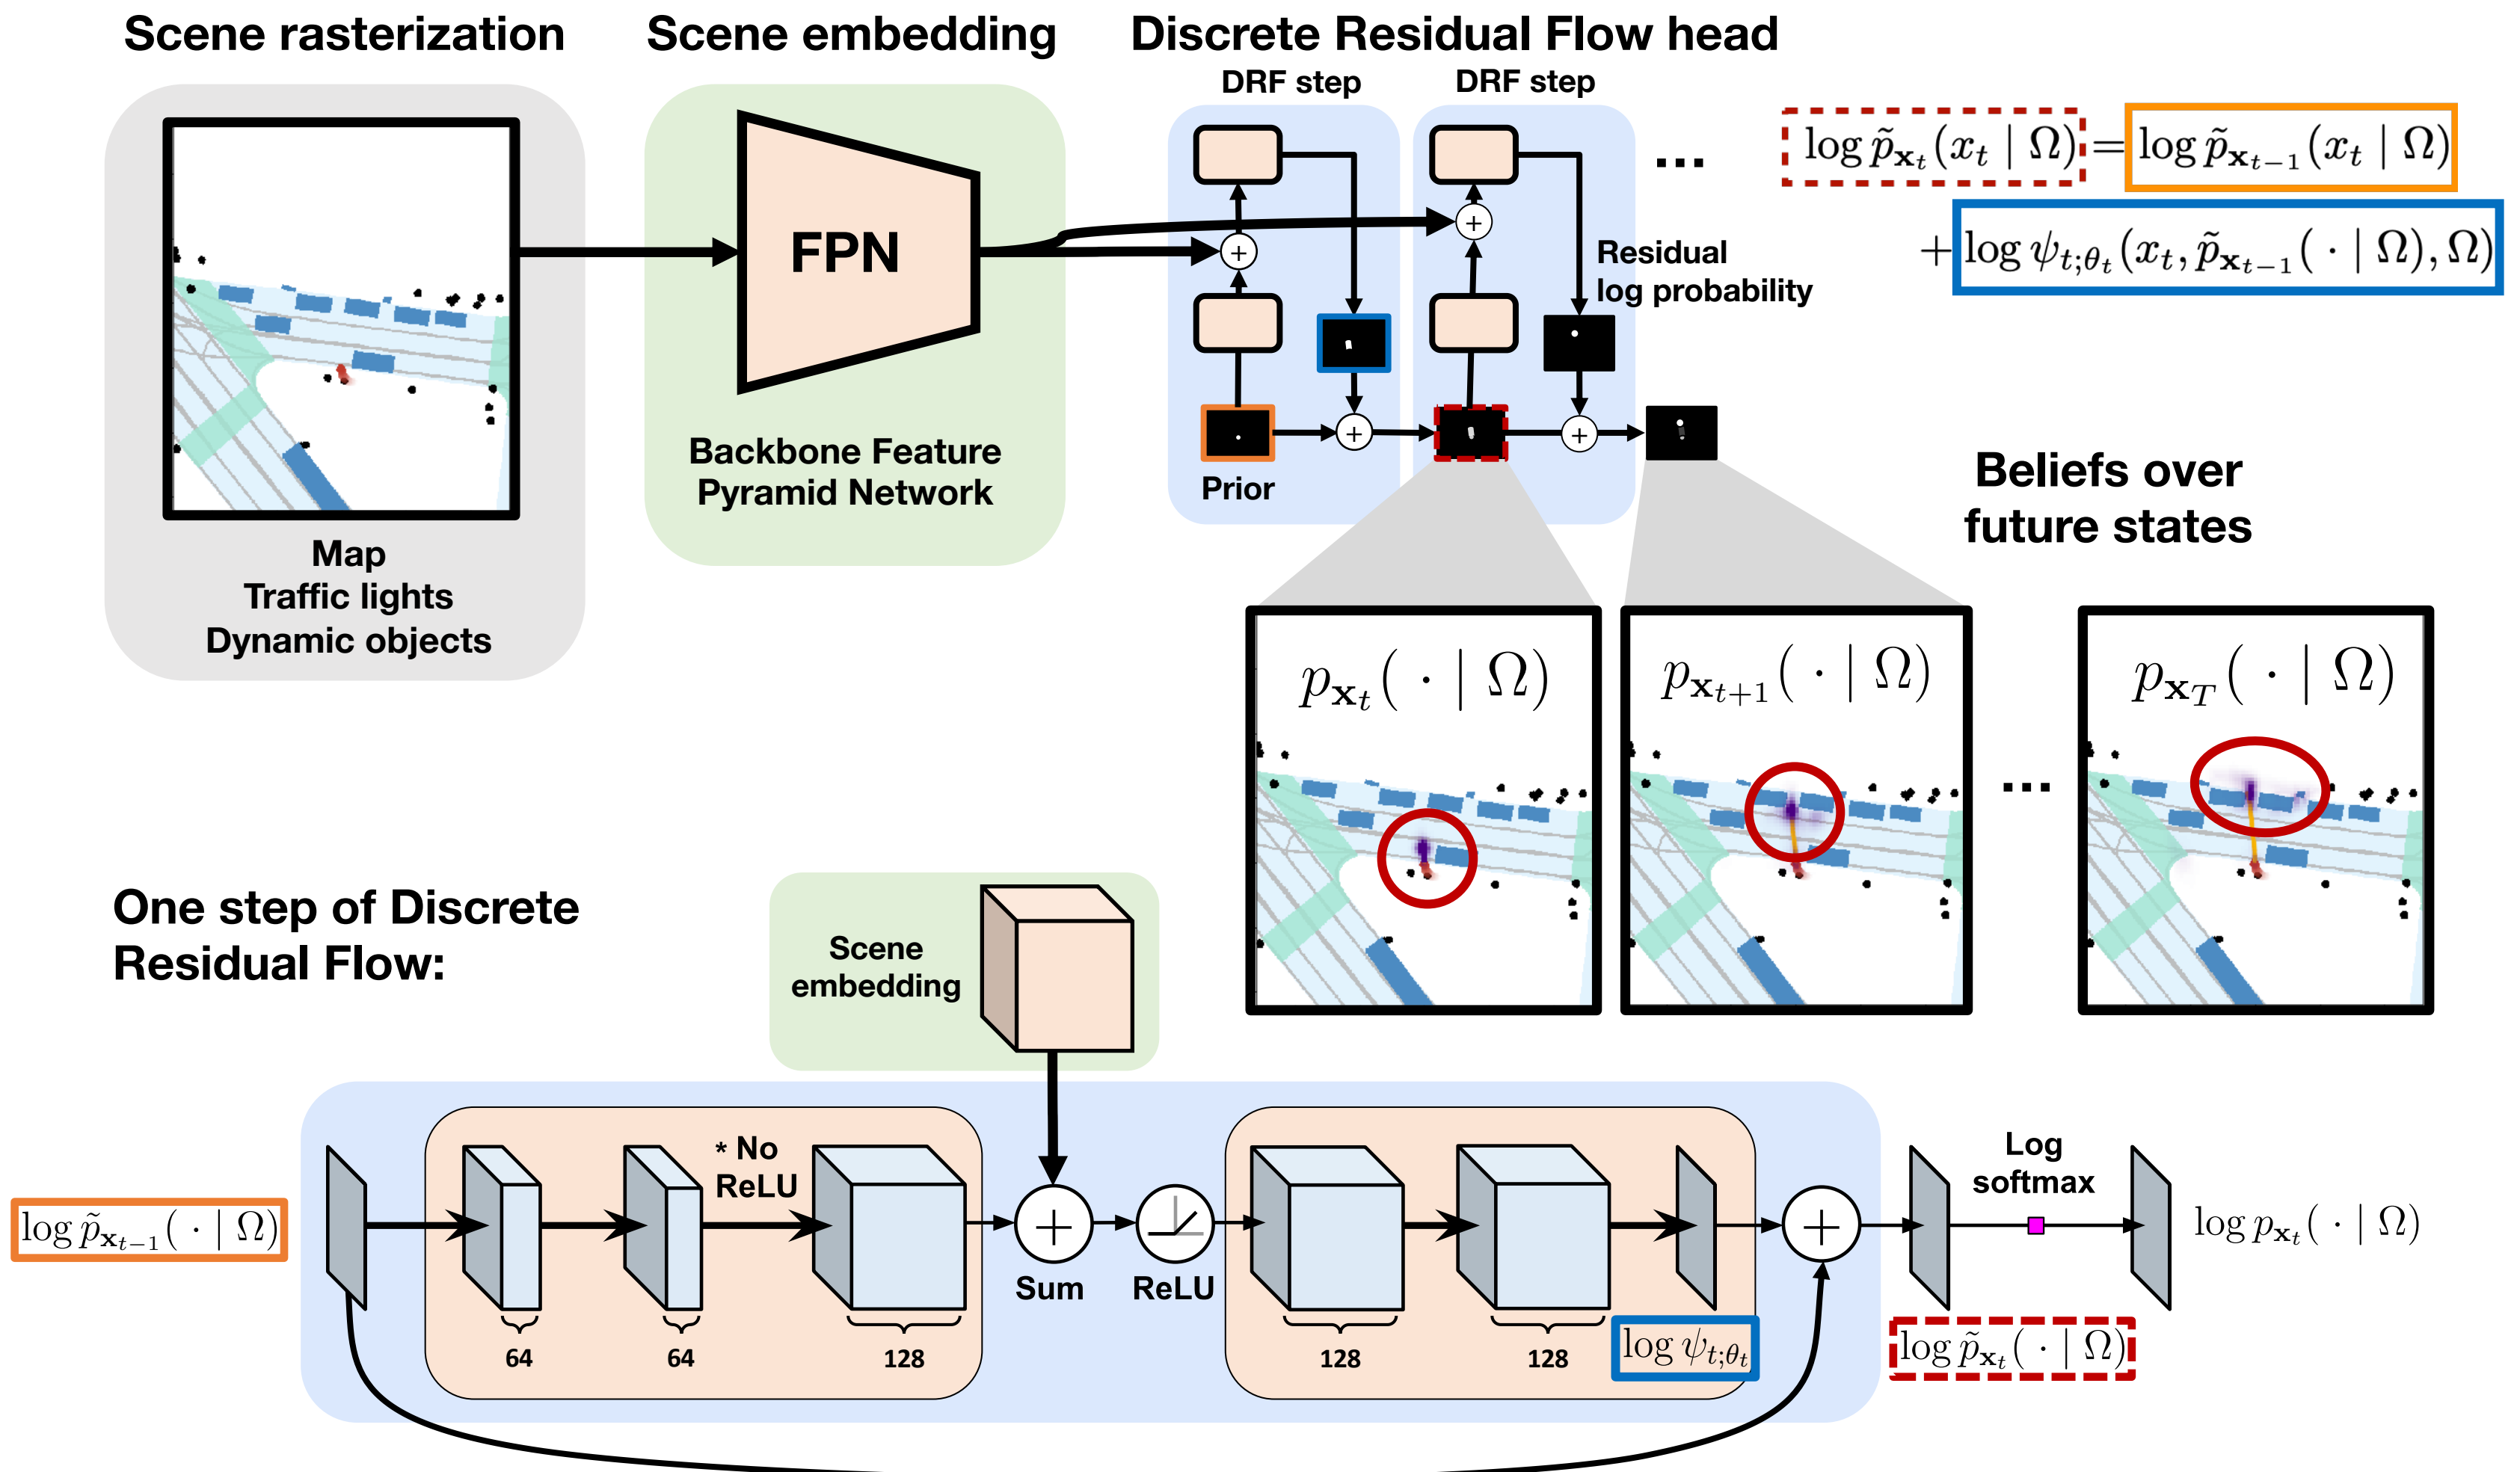 Scene rasterization
Scene embedding
Discrete Residual Flow head
DRF step
DRF step
...
log p̃_{𝐱_t}(x_t | Ω) = log p̃_{𝐱_{t−1}}(x_t | Ω)
+ log ψ_{t;θ_t}(x_t, p̃_{𝐱_{t−1}}( · | Ω), Ω)
FPN
+
+
Residual
log probability
+
+
Prior
Backbone Feature
Pyramid Network
Map
Traffic lights
Dynamic objects
Beliefs over
future states
p_{𝐱_t}( · | Ω)
p_{𝐱_{t+1}}( · | Ω)
...
p_{𝐱_T}( · | Ω)
One step of Discrete
Residual Flow:
Scene
embedding
* No
ReLU
Log
softmax
log p̃_{𝐱_{t−1}}( · | Ω)
+
+
log p_{𝐱_t}( · | Ω)
Sum
ReLU
64
64
128
128
128
log ψ_{t;θ_t}
log p̃_{𝐱_t}( · | Ω)